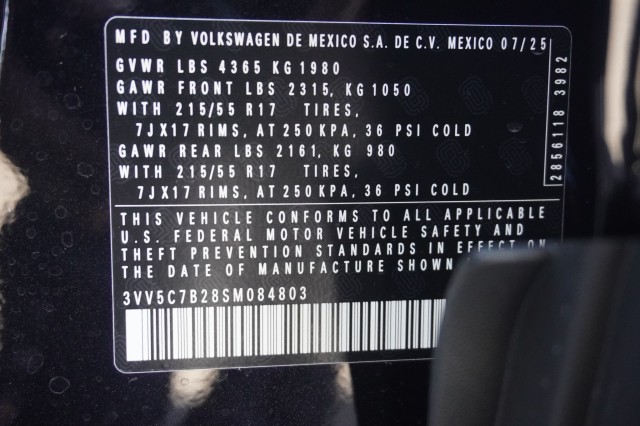 MFD BY VOLKSWAGEN DE MEXICO S.A. DE C.V. MEXICO 07/25
GVWR LBS 4365 KG 1980
GAWR FRONT LBS 2315, KG 1050
WITH 215/55 R17 TIRES,
7JX17 RIMS, AT 250 KPA, 36 PSI COLD
GAWR REAR LBS 2161, KG 980
WITH 215/55 R17 TIRES,
7JX17 RIMS, AT 250 KPA, 36 PSI COLD
2856118 3982
THIS VEHICLE CONFORMS TO ALL APPLICABLE
U.S. FEDERAL MOTOR VEHICLE SAFETY AND
THEFT PREVENTION STANDARDS IN EFFECT ON
THE DATE OF MANUFACTURE SHOWN
3VV5C7B28SM084803